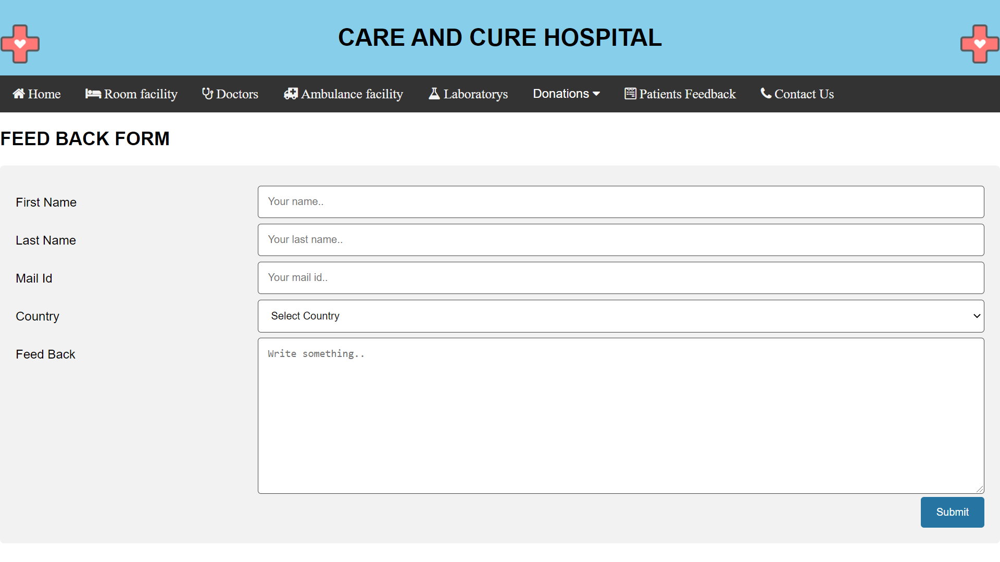 CARE AND CURE HOSPITAL
Home Room facility Doctors Ambulance facility Laboratorys Donations Patients Feedback Contact Us
FEED BACK FORM
First Name Your name..
Last Name Your last name..
Mail Id Your mail id..
Country Select Country
Feed Back Write something..
Submit